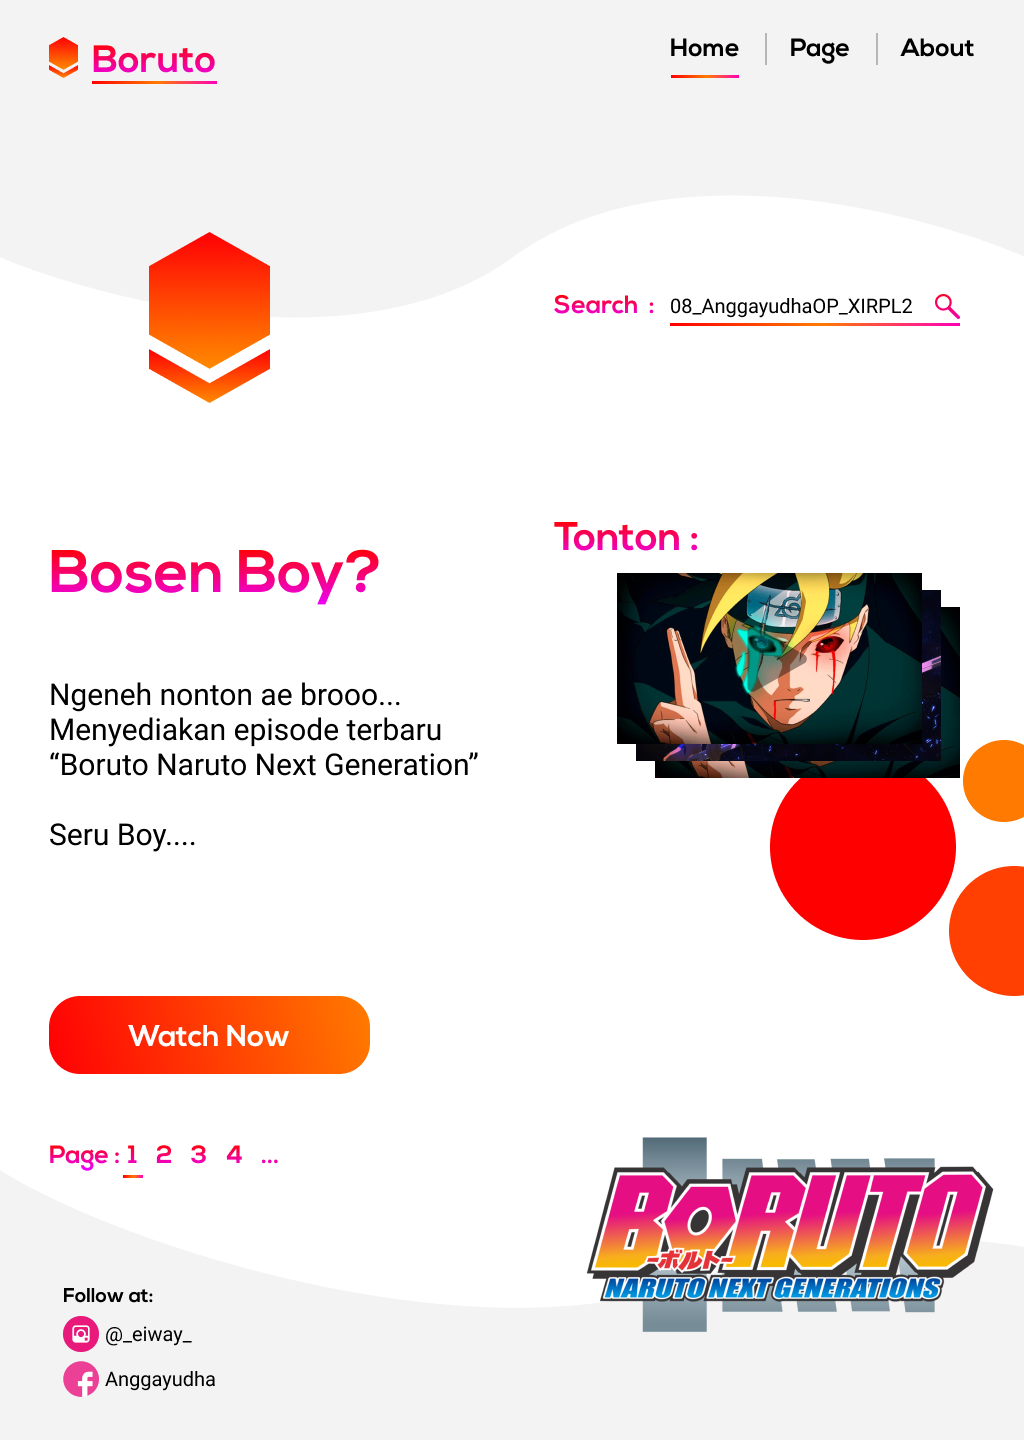 Boruto
Home
Page
About
Search :
08_AnggayudhaOP_XIRPL2
Bosen Boy?
Tonton :
Ngeneh nonton ae brooo...
Menyediakan episode terbaru
“Boruto Naruto Next Generation”
Seru Boy....
Watch Now
Page : 1 2 3 4 ...
BORUTO
-ボルト-
NARUTO NEXT GENERATIONS
Follow at:
@_eiway_
Anggayudha